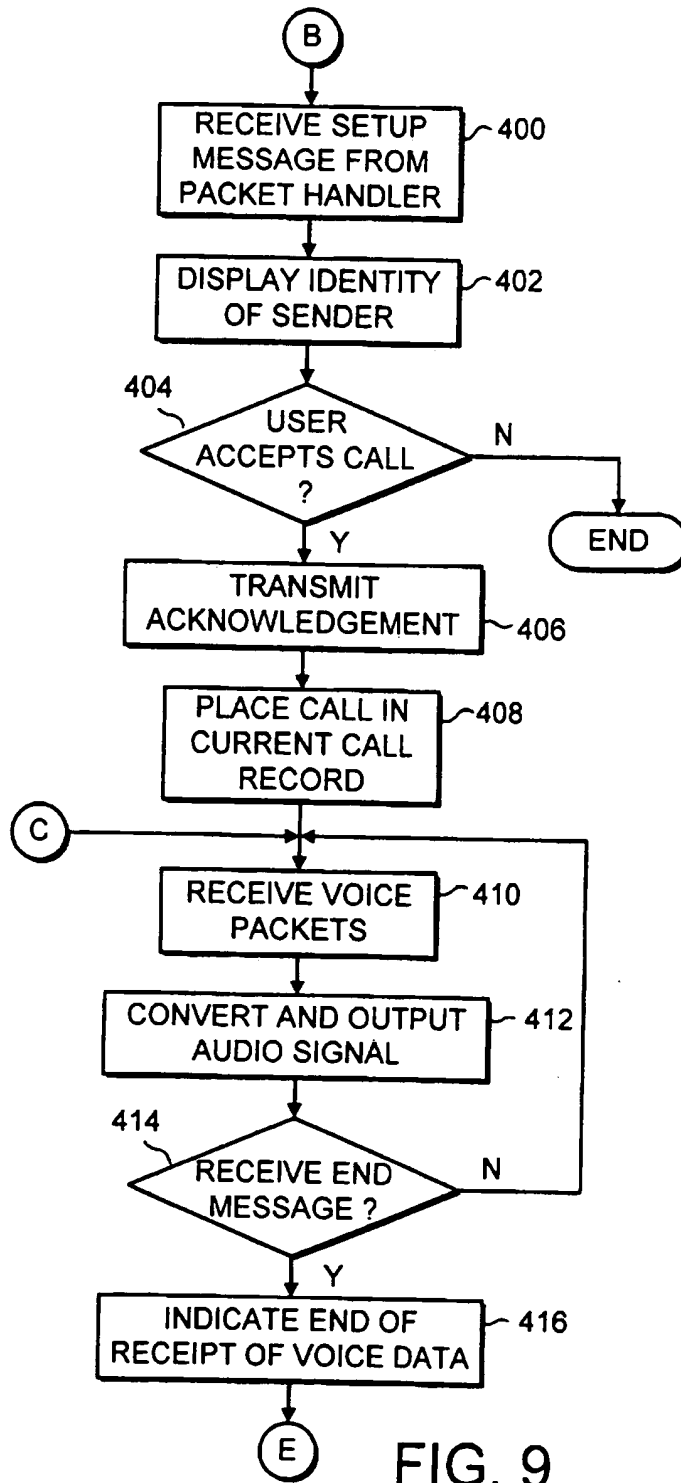 B
RECEIVE SETUP
MESSAGE FROM
PACKET HANDLER
400
DISPLAY IDENTITY
OF SENDER
402
404
USER
ACCEPTS CALL
?
N
END
Y
TRANSMIT
ACKNOWLEDGEMENT
406
PLACE CALL IN
CURRENT CALL
RECORD
408
C
RECEIVE VOICE
PACKETS
410
CONVERT AND OUTPUT
AUDIO SIGNAL
412
414
RECEIVE END
MESSAGE ?
N
Y
INDICATE END OF
RECEIPT OF VOICE DATA
416
E
FIG. 9